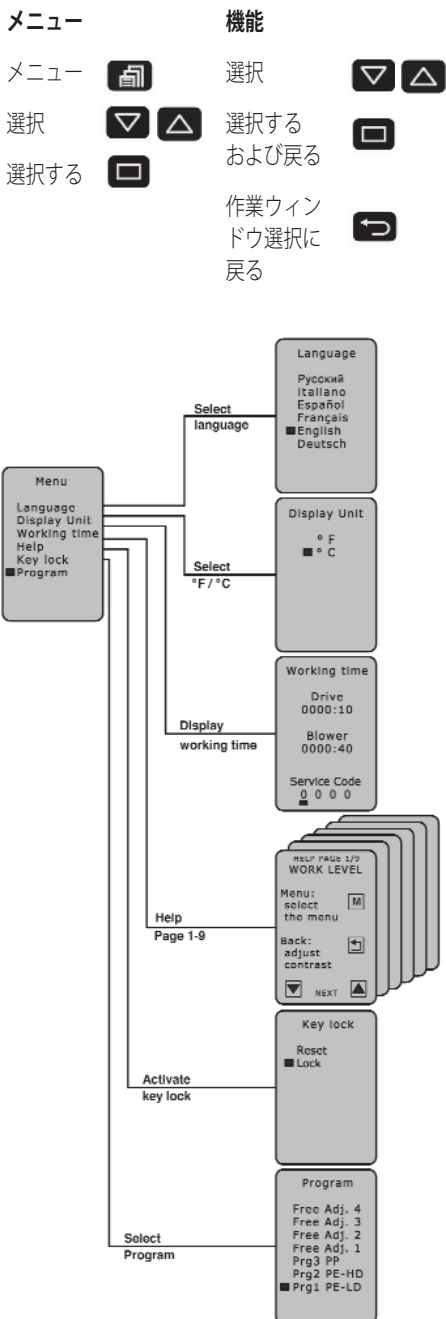 メニュー
メニュー
選択
選択する
機能
選択
選択する
および戻る
作業ウィン
ドウ選択に
戻る
Menu
Language
Display Unit
Working time
Help
Key lock
Program
Select
language
Select
°F / °C
Display
working time
Help
Page 1-9
Activate
key lock
Select
Program
Language
Русский
Italiano
Español
Français
English
Deutsch
Display Unit
° F
° C
Working time
Drive
0000:10
Blower
0000:40
Service Code
0 0 0 0
HELP PAGE 1/9
WORK LEVEL
Menu:
select
the menu
M
Back:
adjust
contrast
NEXT
Key lock
Reset
Lock
Program
Free Adj. 4
Free Adj. 3
Free Adj. 2
Free Adj. 1
Prg3 PP
Prg2 PE-HD
Prg1 PE-LD